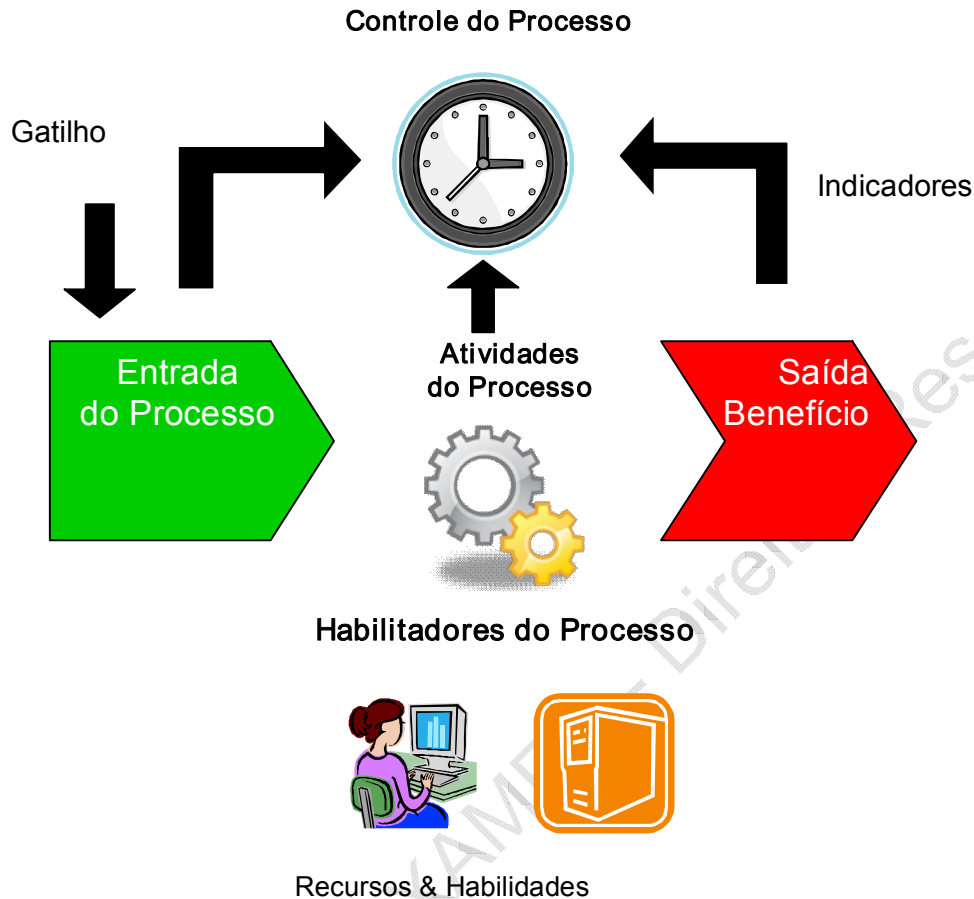 Controle do Processo
Gatilho
Indicadores
Entrada
do Processo
Atividades
do Processo
Saída
Benefício
Habilitadores do Processo
Recursos & Habilidades